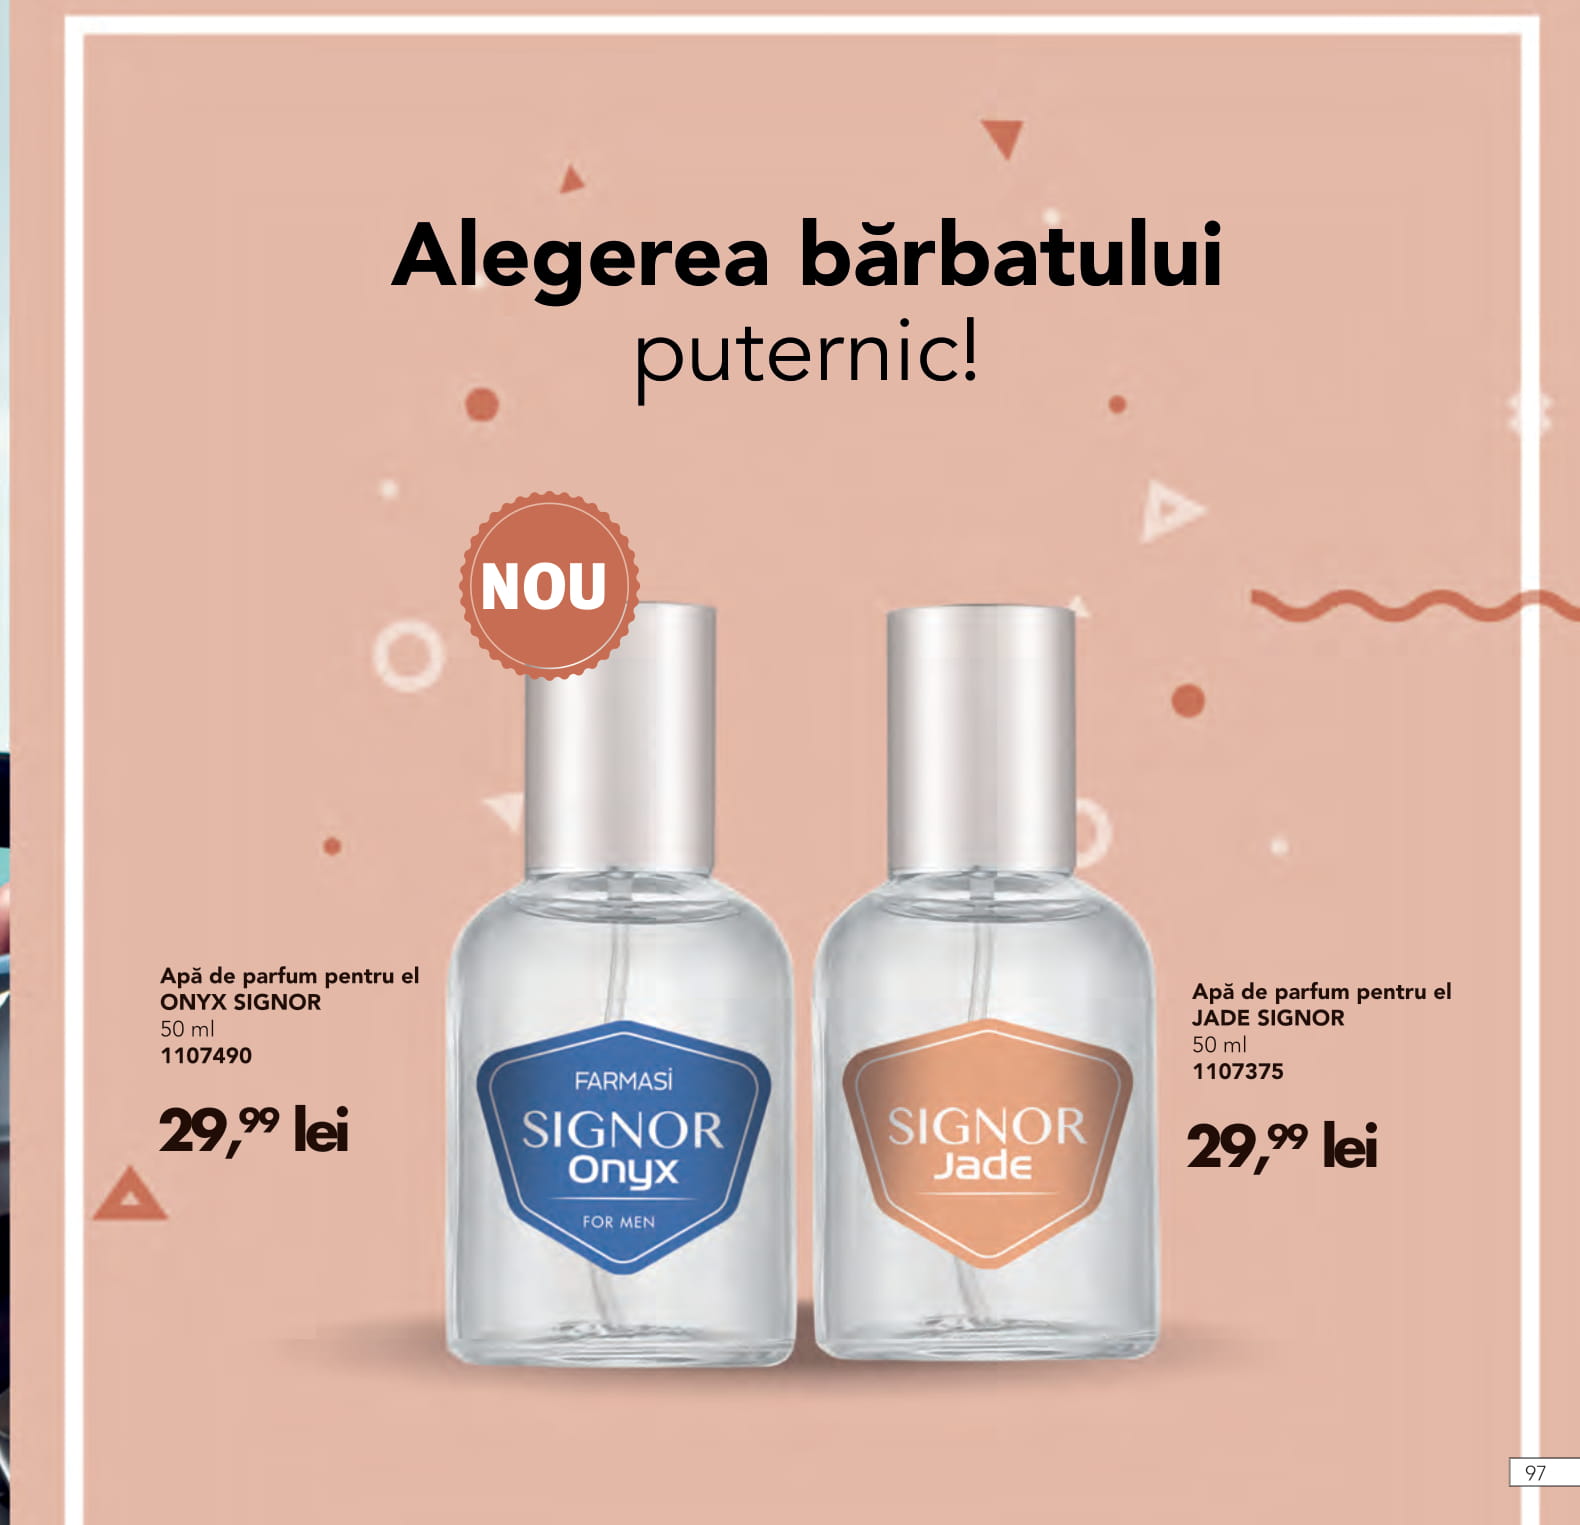 Alegerea bărbatului
puternic!
NOU
Apă de parfum pentru el
ONYX SIGNOR
50 ml
1107490
29,99 lei
FARMASi
SIGNOR
Onyx
FOR MEN
SIGNOR
Jade
Apă de parfum pentru el
JADE SIGNOR
50 ml
1107375
29,99 lei
97